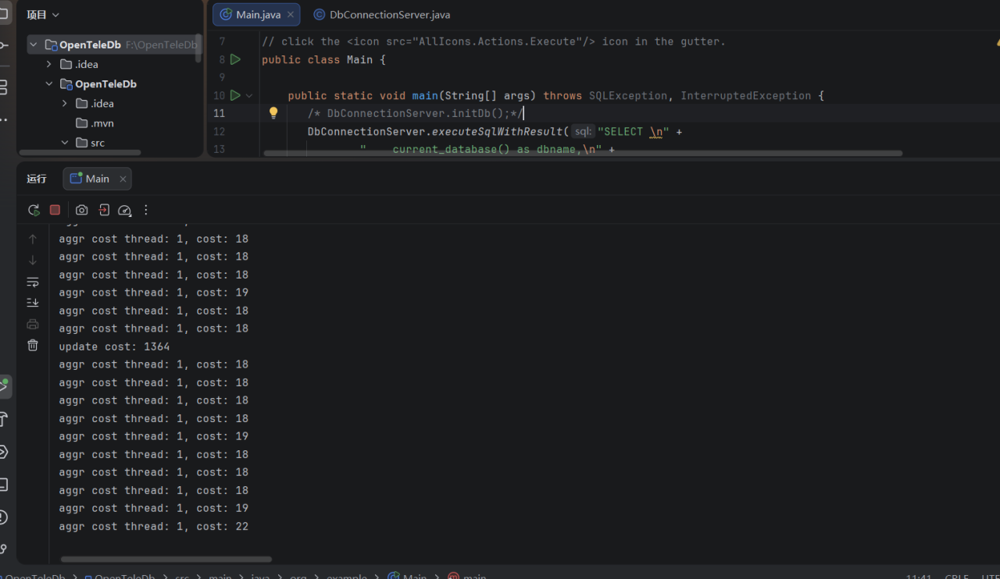 项目
Main.java
DbConnectionServer.java
OpenTeleDb F:\OpenTeleDb
.idea
OpenTeleDb
.idea
.mvn
src
7 // click the <icon src="AllIcons.Actions.Execute"/> icon in the gutter.
8 public class Main {
9
10 public static void main(String[] args) throws SQLException, InterruptedException {
11 /* DbConnectionServer.initDb();*/
12 DbConnectionServer.executeSqlWithResult( sql: "SELECT \n" +
13 " current_database() as dbname,\n" +
运行
Main
aggr cost thread: 1, cost: 18
aggr cost thread: 1, cost: 18
aggr cost thread: 1, cost: 18
aggr cost thread: 1, cost: 19
aggr cost thread: 1, cost: 18
aggr cost thread: 1, cost: 18
update cost: 1364
aggr cost thread: 1, cost: 18
aggr cost thread: 1, cost: 18
aggr cost thread: 1, cost: 18
aggr cost thread: 1, cost: 18
aggr cost thread: 1, cost: 19
aggr cost thread: 1, cost: 18
aggr cost thread: 1, cost: 18
aggr cost thread: 1, cost: 18
aggr cost thread: 1, cost: 19
aggr cost thread: 1, cost: 22
OpenTeleDb > OpenTeleDb > src > main > java > org > example > Main > main
11:41 CRLF UTF